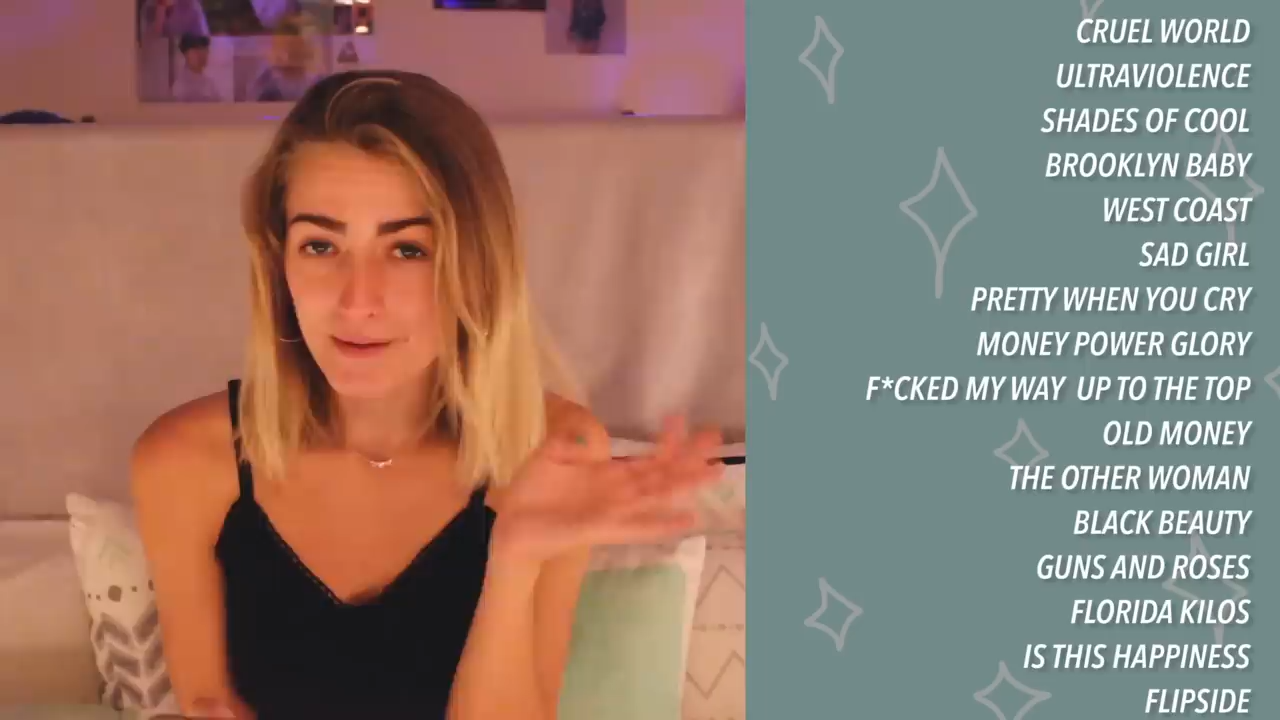 CRUEL WORLD
ULTRAVIOLENCE
SHADES OF COOL
BROOKLYN BABY
WEST COAST
SAD GIRL
PRETTY WHEN YOU CRY
MONEY POWER GLORY
F*CKED MY WAY UP TO THE TOP
OLD MONEY
THE OTHER WOMAN
BLACK BEAUTY
GUNS AND ROSES
FLORIDA KILOS
IS THIS HAPPINESS
FLIPSIDE